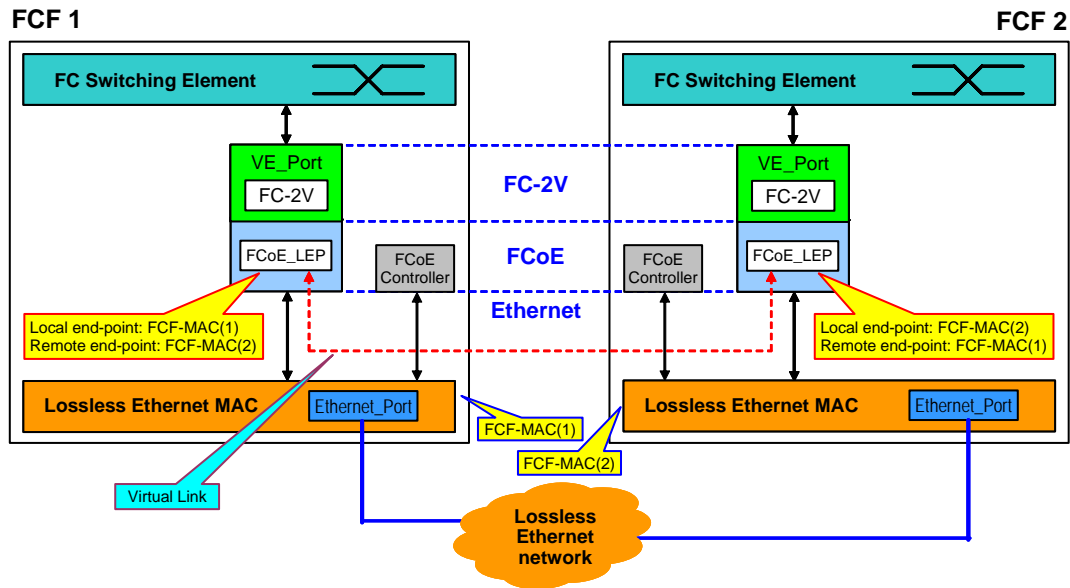 FCF 1
FCF 2
FC Switching Element
FC Switching Element
VE_Port
FC-2V
FC-2V
VE_Port
FC-2V
FCoE_LEP
FCoE
Controller
FCoE
FCoE
Controller
FCoE_LEP
Ethernet
Local end-point: FCF-MAC(1)
Remote end-point: FCF-MAC(2)
Local end-point: FCF-MAC(2)
Remote end-point: FCF-MAC(1)
Lossless Ethernet MAC
Ethernet_Port
Lossless Ethernet MAC
Ethernet_Port
FCF-MAC(1)
FCF-MAC(2)
Virtual Link
Lossless
Ethernet
network